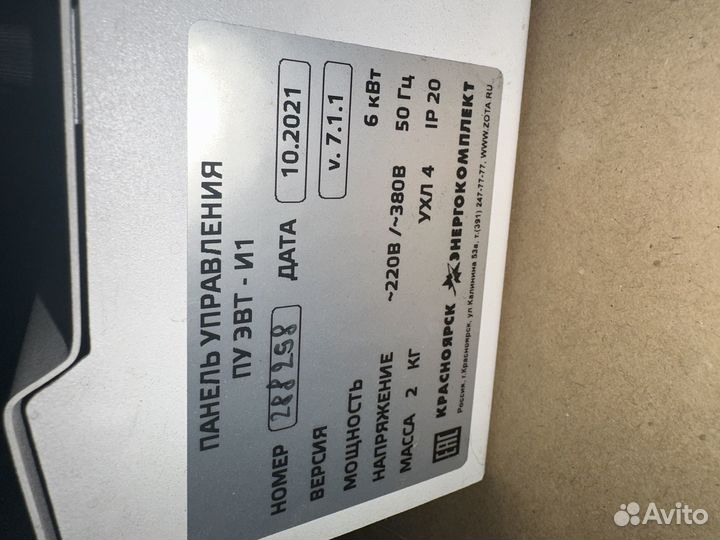 ПАНЕЛЬ УПРАВЛЕНИЯ
ПУ ЭВТ - И1
НОМЕР 288298 ДАТА 10.2021
ВЕРСИЯ v. 7.1.1
МОЩНОСТЬ 6 кВт
НАПРЯЖЕНИЕ ~220В /~380В 50 Гц
МАССА 2 КГ УХЛ 4 IP 20
EAC КРАСНОЯРСК ЭНЕРГОКОМПЛЕКТ
Россия, г.Красноярск, ул.Калинина 53а, т.(391) 247-77-77. WWW.ZOTA.RU
Avito